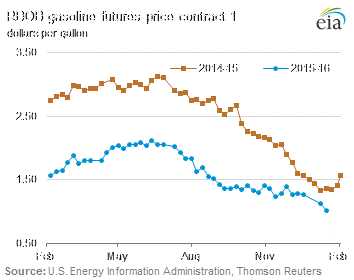 RBOB gasoline futures price contract 1
dollars per gallon
eia
3.50
2014-15
2015-16
2.50
1.50
0.50
Feb
May
Aug
Nov
Feb
Source: U.S. Energy Information Administration, Thomson Reuters